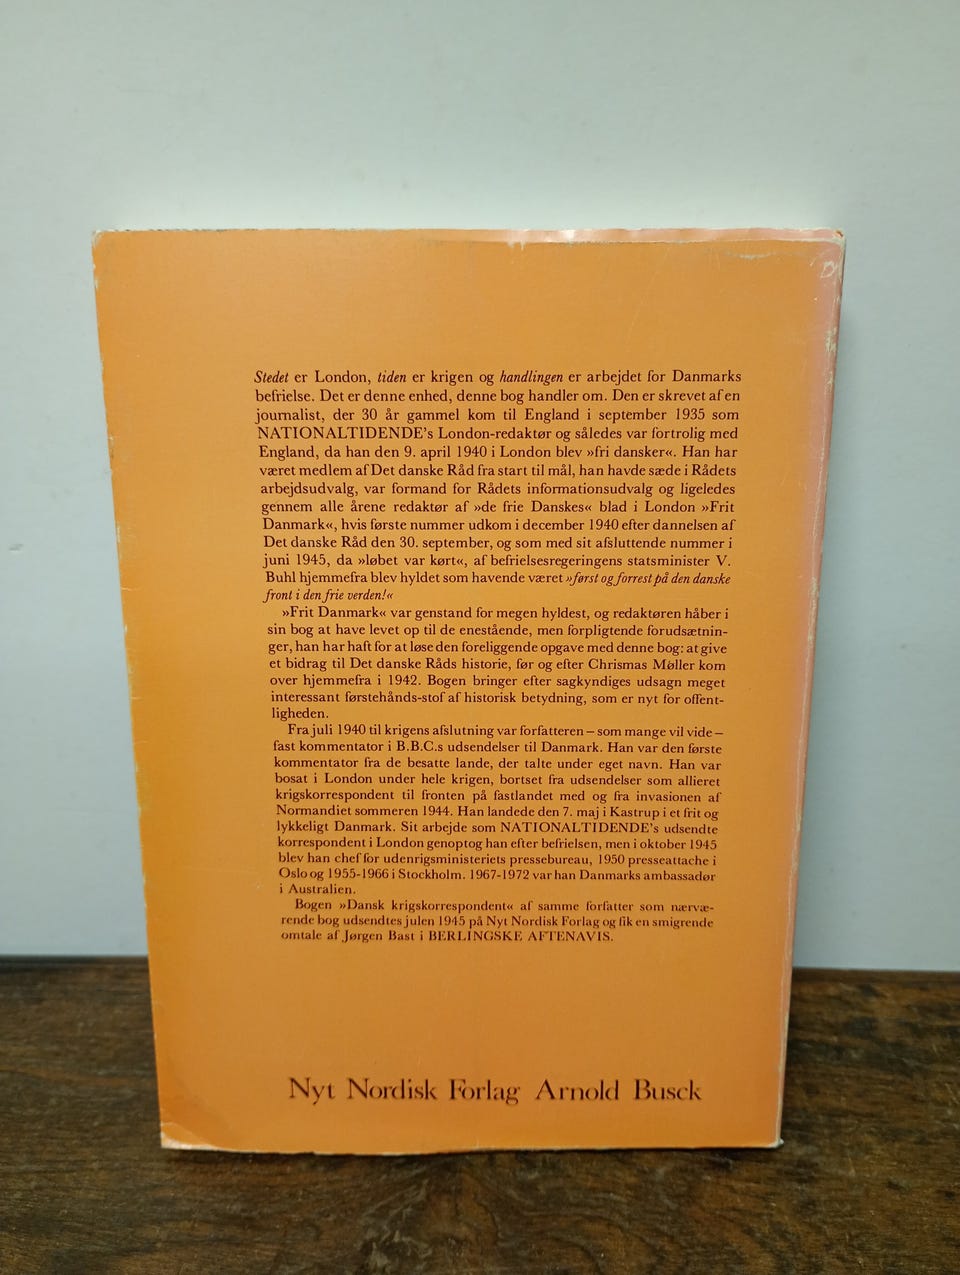 Stedet er London, tiden er krigen og handlingen er arbejdet for Danmarks
befrielse. Det er denne enhed, denne bog handler om. Den er skrevet af en
journalist, der 30 år gammel kom til England i september 1935 som
NATIONALTIDENDE's London-redaktør og således var fortrolig med
England, da han den 9. april 1940 i London blev »fri dansker«. Han har
været medlem af Det danske Råd fra start til mål, han havde sæde i Rådets
arbejdsudvalg, var formand for Rådets informationsudvalg og ligeledes
gennem alle årene redaktør af »de frie Danskes« blad i London »Frit
Danmark«, hvis første nummer udkom i december 1940 efter dannelsen af
Det danske Råd den 30. september, og som med sit afsluttende nummer i
juni 1945, da »løbet var kørt«, af befrielsesregeringens statsminister V.
Buhl hjemmefra blev hyldet som havende været »først og forrest på den danske
front i den frie verden!«
»Frit Danmark« var genstand for megen hyldest, og redaktøren håber i
sin bog at have levet op til de enestående, men forpligtende forudsætnin-
ger, han har haft for at løse den foreliggende opgave med denne bog: at give
et bidrag til Det danske Råds historie, før og efter Chrismas Møller kom
over hjemmefra i 1942. Bogen bringer efter sagkyndiges udsagn meget
interessant førstehånds-stof af historisk betydning, som er nyt for offent-
ligheden.
Fra juli 1940 til krigens afslutning var forfatteren – som mange vil vide –
fast kommentator i B.B.C.s udsendelser til Danmark. Han var den første
kommentator fra de besatte lande, der talte under eget navn. Han var
bosat i London under hele krigen, bortset fra udsendelser som allieret
krigskorrespondent til fronten på fastlandet med og fra invasionen af
Normandiet sommeren 1944. Han landede den 7. maj i Kastrup i et frit og
lykkeligt Danmark. Sit arbejde som NATIONALTIDENDE's udsendte
korrespondent i London genoptog han efter befrielsen, men i oktober 1945
blev han chef for udenrigsministeriets pressebureau, 1950 presseattache i
Oslo og 1955-1966 i Stockholm. 1967-1972 var han Danmarks ambassadør
i Australien.
Bogen »Dansk krigskorrespondent« af samme forfatter som nærvæ-
rende bog udsendtes julen 1945 på Nyt Nordisk Forlag og fik en smigrende
omtale af Jørgen Bast i BERLINGSKE AFTENAVIS.
Nyt Nordisk Forlag Arnold Busck